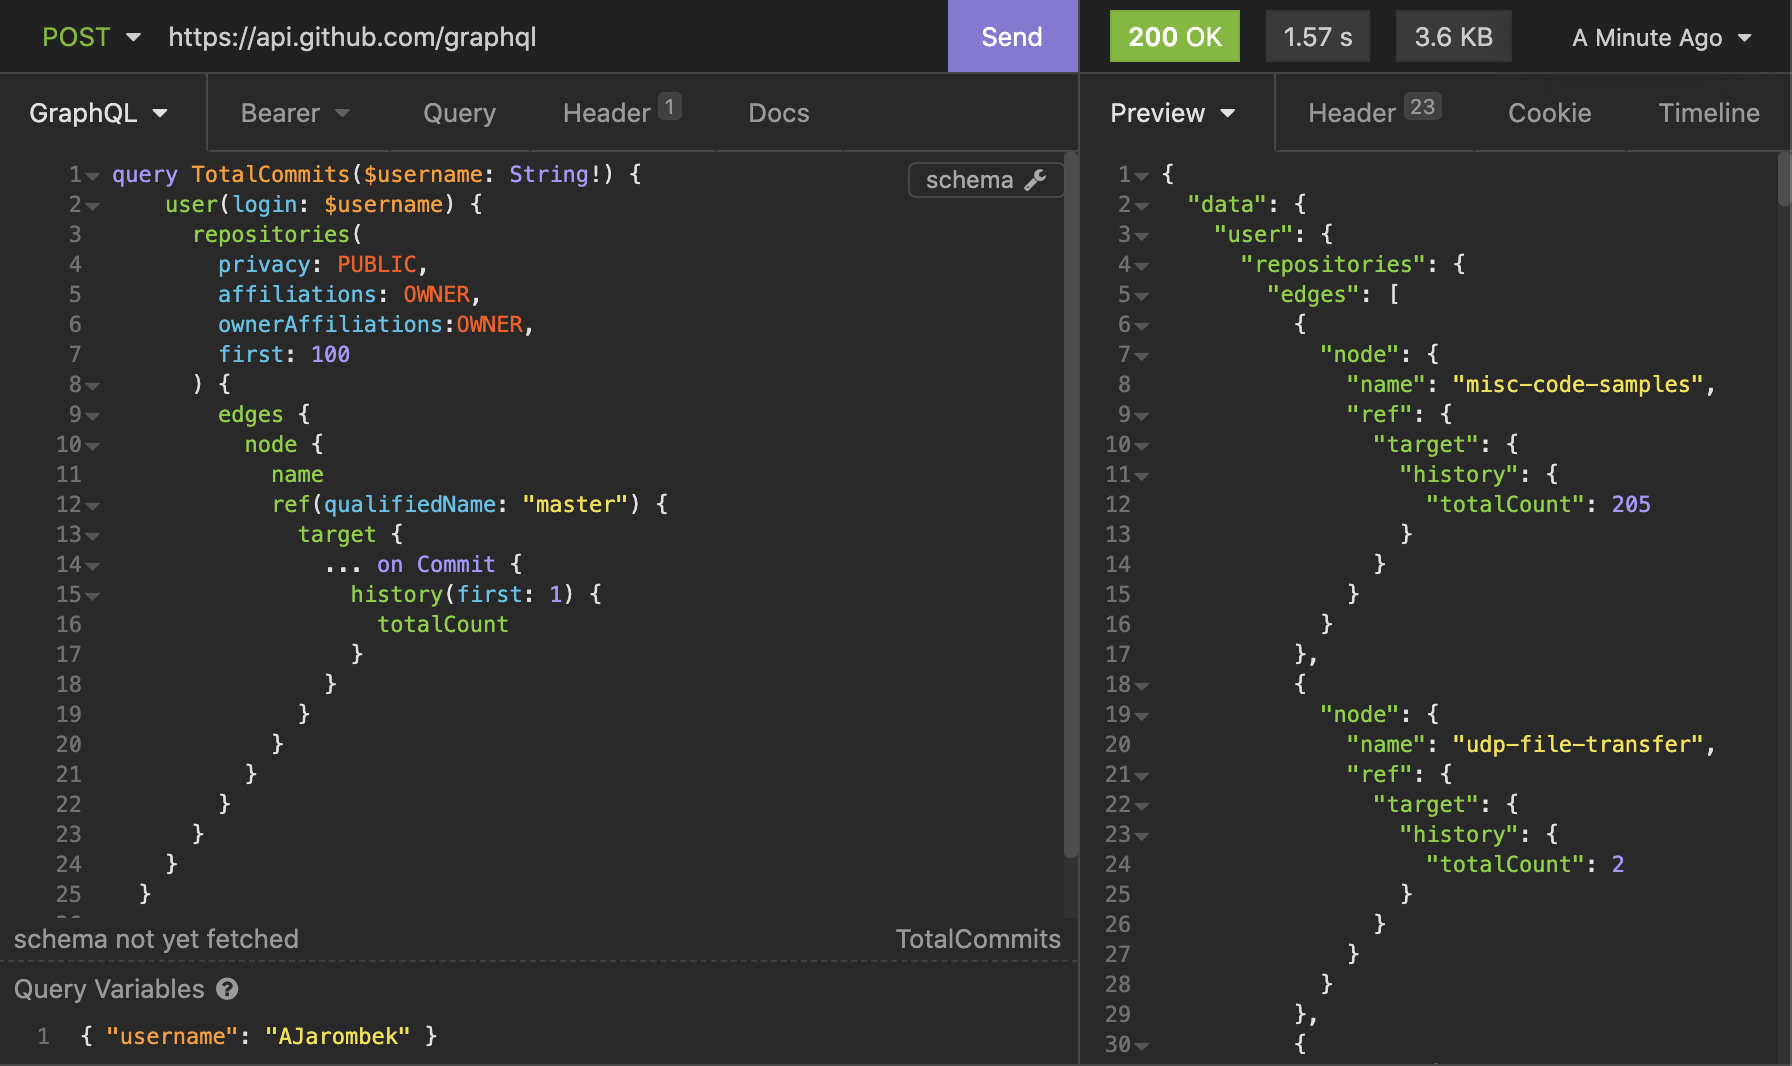 POST https://api.github.com/graphql Send
GraphQL Bearer Query Header 1 Docs
schema
1 query TotalCommits($username: String!) {
2 user(login: $username) {
3 repositories(
4 privacy: PUBLIC,
5 affiliations: OWNER,
6 ownerAffiliations:OWNER,
7 first: 100
8 ) {
9 edges {
10 node {
11 name
12 ref(qualifiedName: "master") {
13 target {
14 ... on Commit {
15 history(first: 1) {
16 totalCount
17 }
18 }
19 }
20 }
21 }
22 }
23 }
24 }
25 }
schema not yet fetched TotalCommits
Query Variables ?
1 { "username": "AJarombek" }
200 OK 1.57 s 3.6 KB A Minute Ago
Preview Header 23 Cookie Timeline
1 {
2 "data": {
3 "user": {
4 "repositories": {
5 "edges": [
6 {
7 "node": {
8 "name": "misc-code-samples",
9 "ref": {
10 "target": {
11 "history": {
12 "totalCount": 205
13 }
14 }
15 }
16 }
17 },
18 {
19 "node": {
20 "name": "udp-file-transfer",
21 "ref": {
22 "target": {
23 "history": {
24 "totalCount": 2
25 }
26 }
27 }
28 }
29 },
30 {